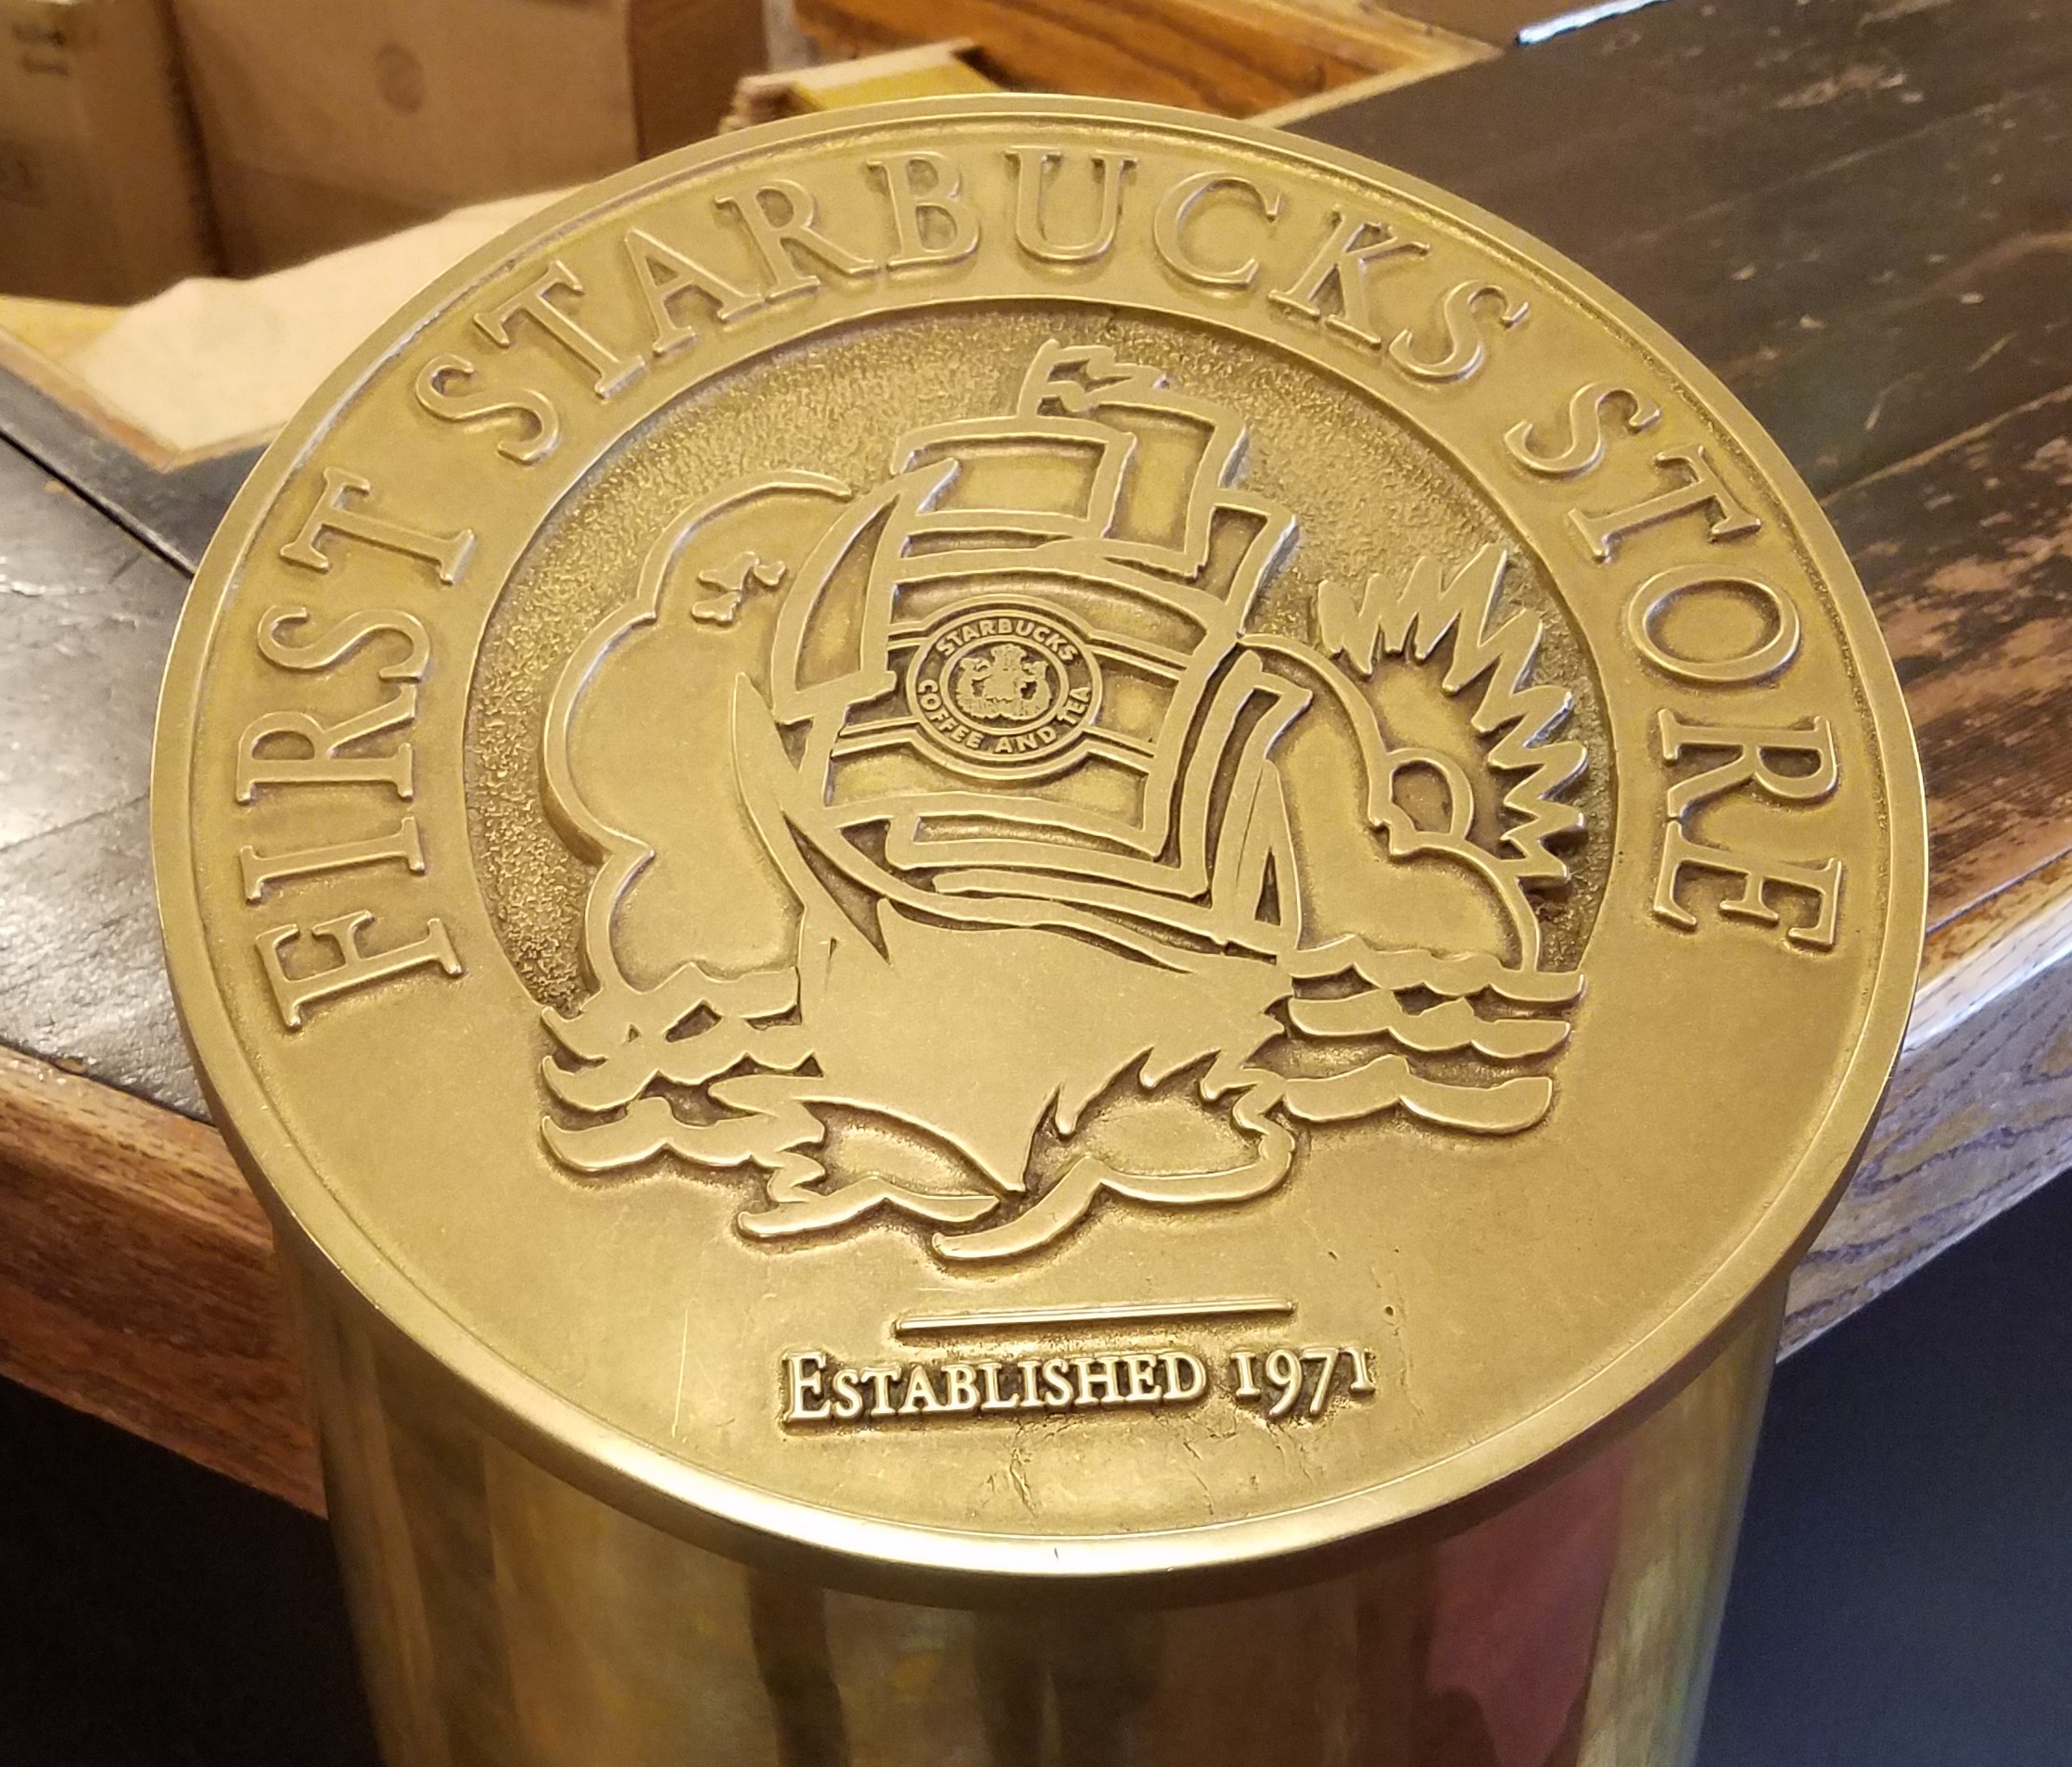 FIRST STARBUCKS STORE
STARBUCKS
COFFEE AND TEA
ESTABLISHED 1971